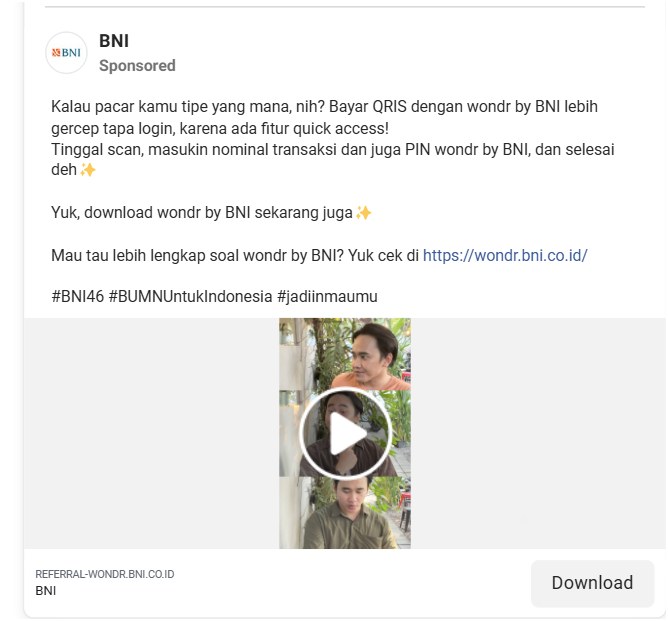 BNI
BNI
Sponsored
Kalau pacar kamu tipe yang mana, nih? Bayar QRIS dengan wondr by BNI lebih
gercep tapa login, karena ada fitur quick access!
Tinggal scan, masukin nominal transaksi dan juga PIN wondr by BNI, dan selesai
deh✨
Yuk, download wondr by BNI sekarang juga✨
Mau tau lebih lengkap soal wondr by BNI? Yuk cek di https://wondr.bni.co.id/
#BNI46 #BUMNUntukIndonesia #jadiinmaumu
REFERRAL-WONDR.BNI.CO.ID
BNI
Download